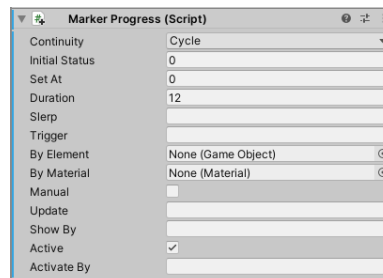 Marker Progress (Script)
Continuity Cycle
Initial Status 0
Set At 0
Duration 12
Slerp
Trigger
By Element None (Game Object)
By Material None (Material)
Manual
Update
Show By
Active
Activate By